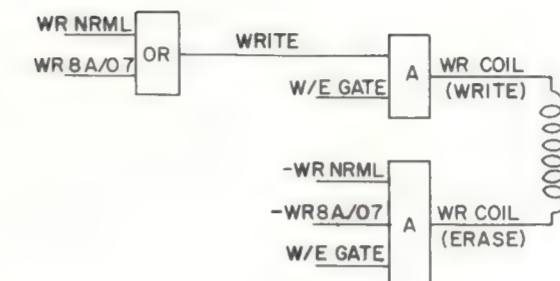 WR NRML
WR 8A/07
OR
WRITE
W/E GATE
A
WR COIL
(WRITE)
-WR NRML
-WR8A/07
W/E GATE
A
WR COIL
(ERASE)